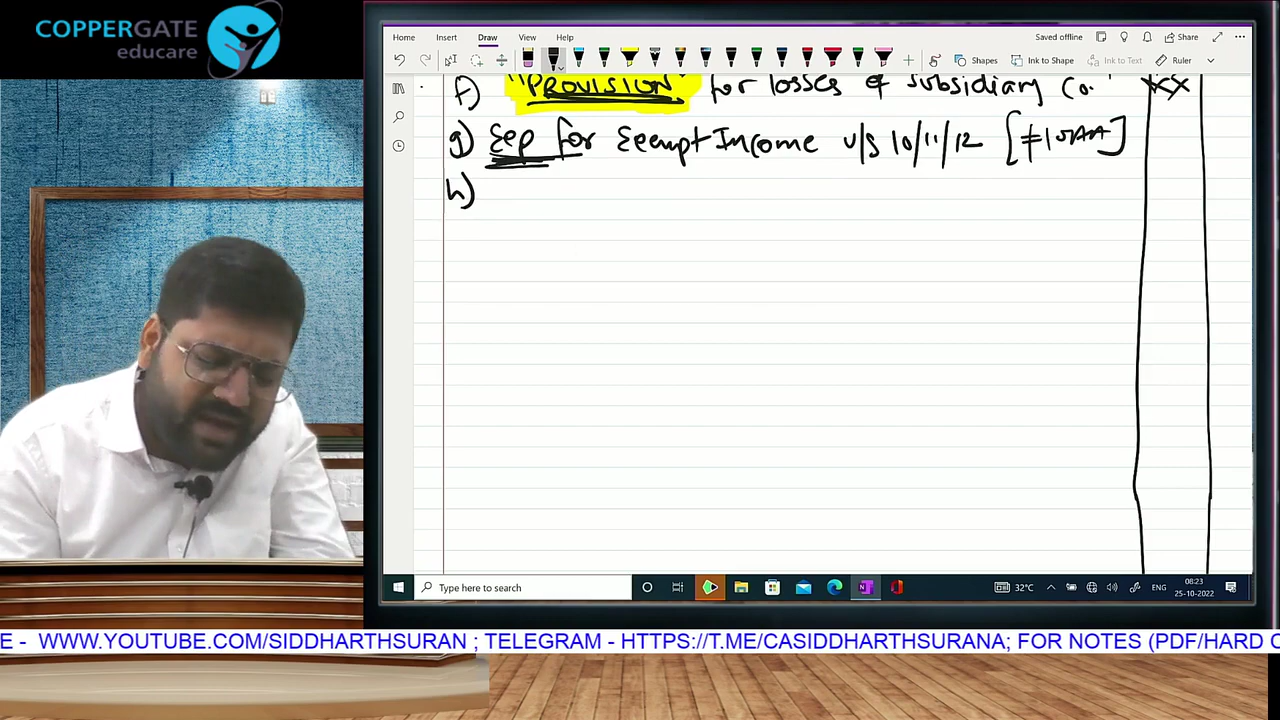 COPPERGATE
educare
Home Insert Draw View Help
Saved offline
Share
Shapes
Ink to Shape
Ink to Text
Ruler
f) "PROVISION" for losses of subsidiary Co.
xx
g) Exp for Exempt Income u/s 10/11/12 [≠10AA]
h)
Type here to search
32°C
ENG
08:23
25-10-2022
E - WWW.YOUTUBE.COM/SIDDHARTHSURAN ; TELEGRAM - HTTPS://T.ME/CASIDDHARTHSURANA; FOR NOTES (PDF/HARD C